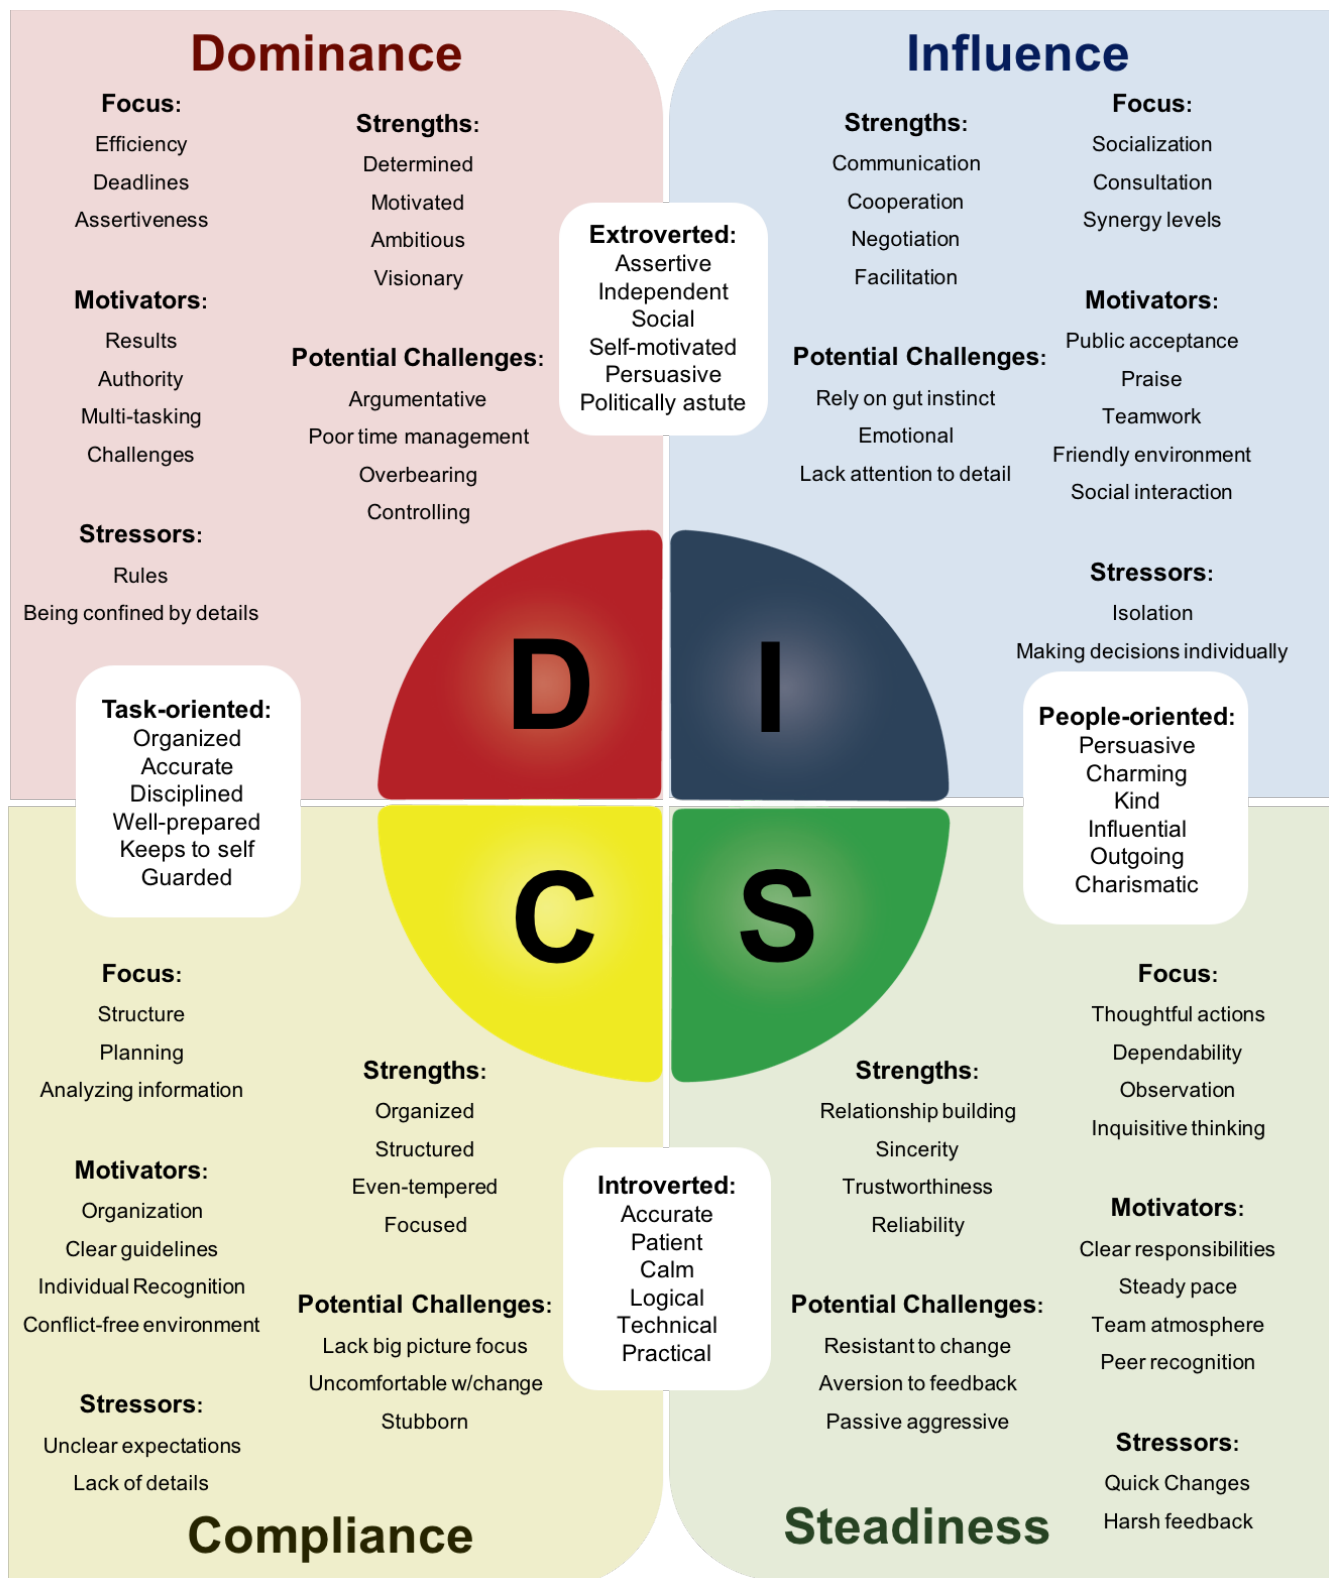 Dominance
Focus:
Efficiency
Deadlines
Assertiveness
Motivators:
Results
Authority
Multi-tasking
Challenges
Stressors:
Rules
Being confined by details
Strengths:
Determined
Motivated
Ambitious
Visionary
Potential Challenges:
Argumentative
Poor time management
Overbearing
Controlling
Extroverted:
Assertive
Independent
Social
Self-motivated
Persuasive
Politically astute
Influence
Strengths:
Communication
Cooperation
Negotiation
Facilitation
Potential Challenges:
Rely on gut instinct
Emotional
Lack attention to detail
Focus:
Socialization
Consultation
Synergy levels
Motivators:
Public acceptance
Praise
Teamwork
Friendly environment
Social interaction
Stressors:
Isolation
Making decisions individually
Task-oriented:
Organized
Accurate
Disciplined
Well-prepared
Keeps to self
Guarded
D
I
C
S
People-oriented:
Persuasive
Charming
Kind
Influential
Outgoing
Charismatic
Focus:
Structure
Planning
Analyzing information
Motivators:
Organization
Clear guidelines
Individual Recognition
Conflict-free environment
Stressors:
Unclear expectations
Lack of details
Strengths:
Organized
Structured
Even-tempered
Focused
Potential Challenges:
Lack big picture focus
Uncomfortable w/change
Stubborn
Compliance
Introverted:
Accurate
Patient
Calm
Logical
Technical
Practical
Strengths:
Relationship building
Sincerity
Trustworthiness
Reliability
Potential Challenges:
Resistant to change
Aversion to feedback
Passive aggressive
Focus:
Thoughtful actions
Dependability
Observation
Inquisitive thinking
Motivators:
Clear responsibilities
Steady pace
Team atmosphere
Peer recognition
Stressors:
Quick Changes
Harsh feedback
Steadiness